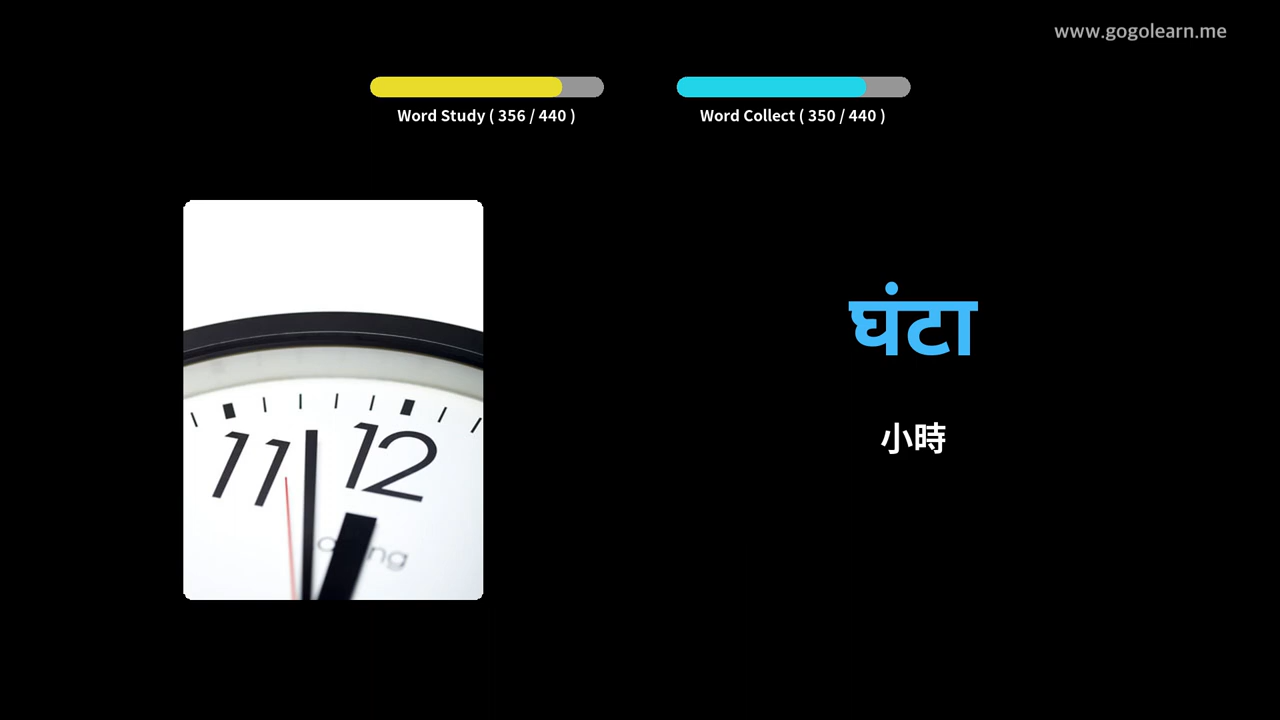 www.gogolearn.me
Word Study ( 356 / 440 )
Word Collect ( 350 / 440 )
11
12
घंटा
小時